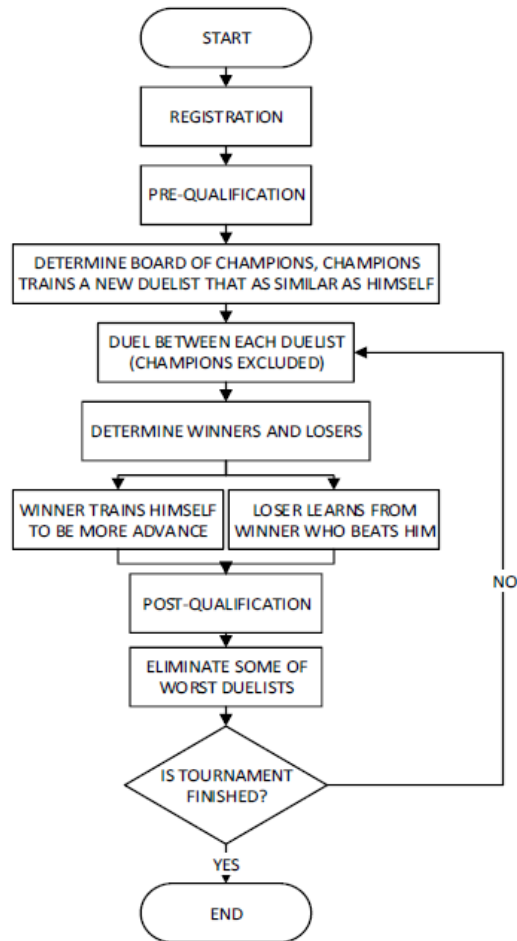 START
REGISTRATION
PRE-QUALIFICATION
DETERMINE BOARD OF CHAMPIONS, CHAMPIONS
TRAINS A NEW DUELIST THAT AS SIMILAR AS HIMSELF
DUEL BETWEEN EACH DUELIST
(CHAMPIONS EXCLUDED)
DETERMINE WINNERS AND LOSERS
WINNER TRAINS HIMSELF
TO BE MORE ADVANCE
LOSER LEARNS FROM
WINNER WHO BEATS HIM
POST-QUALIFICATION
ELIMINATE SOME OF
WORST DUELISTS
IS TOURNAMENT
FINISHED?
NO
YES
END